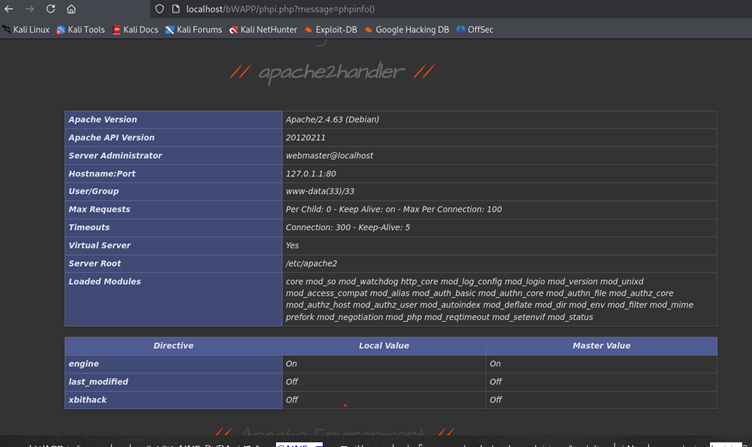 localhost/bWAPP/phpi.php?message=phpinfo()
Kali Linux Kali Tools Kali Docs Kali Forums Kali NetHunter Exploit-DB Google Hacking DB OffSec
// apache2handler //
Apache Version Apache/2.4.63 (Debian)
Apache API Version 20120211
Server Administrator webmaster@localhost
Hostname:Port 127.0.1.1:80
User/Group www-data(33)/33
Max Requests Per Child: 0 - Keep Alive: on - Max Per Connection: 100
Timeouts Connection: 300 - Keep-Alive: 5
Virtual Server Yes
Server Root /etc/apache2
Loaded Modules core mod_so mod_watchdog http_core mod_log_config mod_logio mod_version mod_unixd
mod_access_compat mod_alias mod_auth_basic mod_authn_core mod_authn_file mod_authz_core
mod_authz_host mod_authz_user mod_autoindex mod_deflate mod_dir mod_env mod_filter mod_mime
prefork mod_negotiation mod_php mod_reqtimeout mod_setenvif mod_status
Directive Local Value Master Value
engine On On
last_modified Off Off
xbithack Off Off
// Apache Environment //